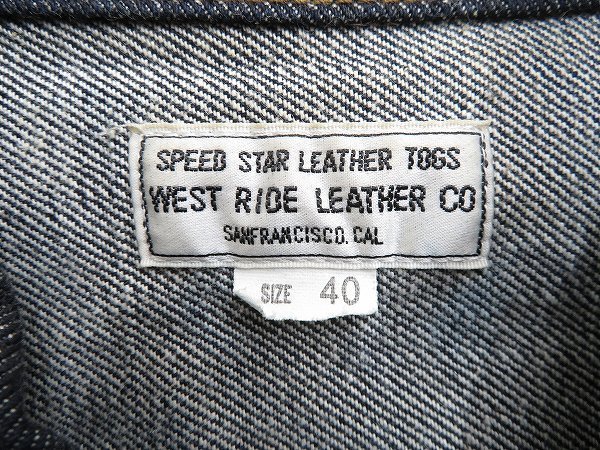 SPEED STAR LEATHER TOGS
WEST RIDE LEATHER CO
SANFRANCISCO. CAL
SIZE 40